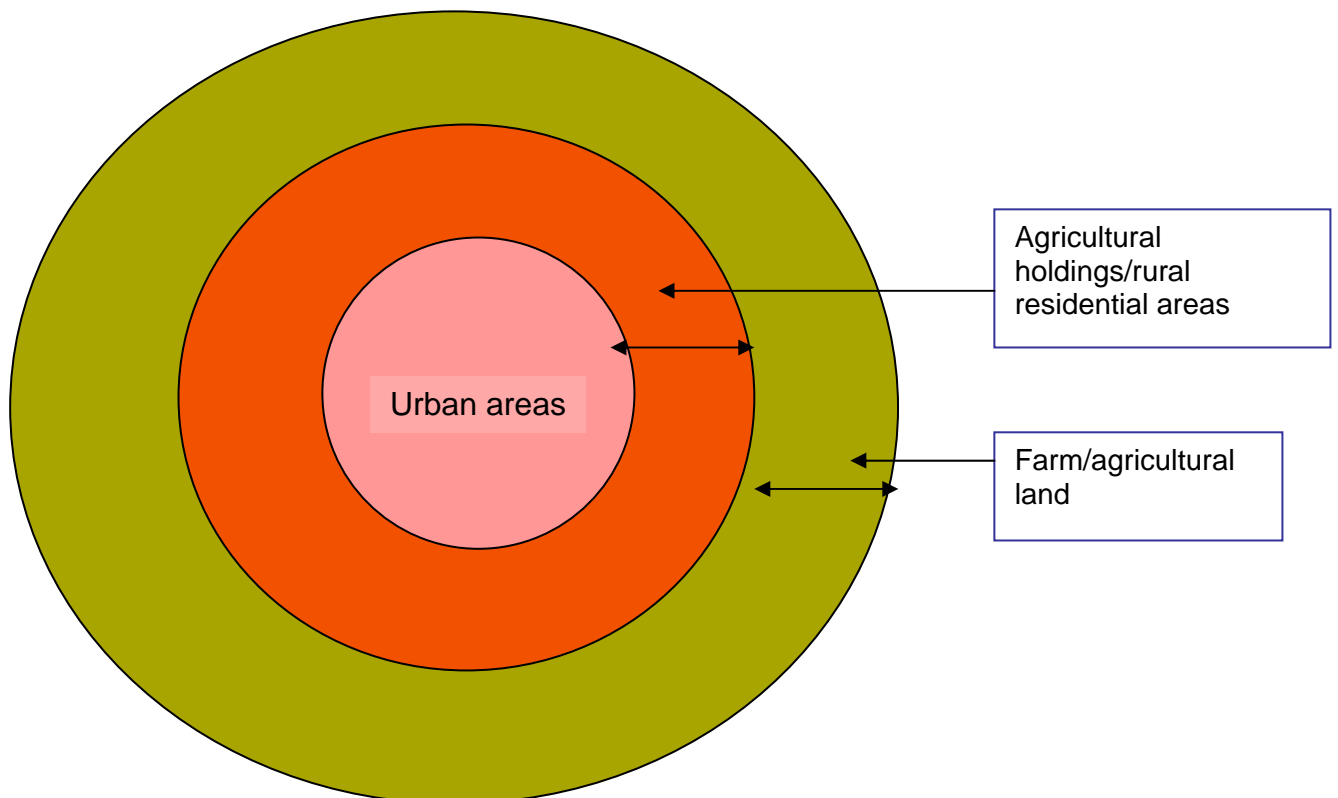 Agricultural
holdings/rural
residential areas
Urban areas
Farm/agricultural
land